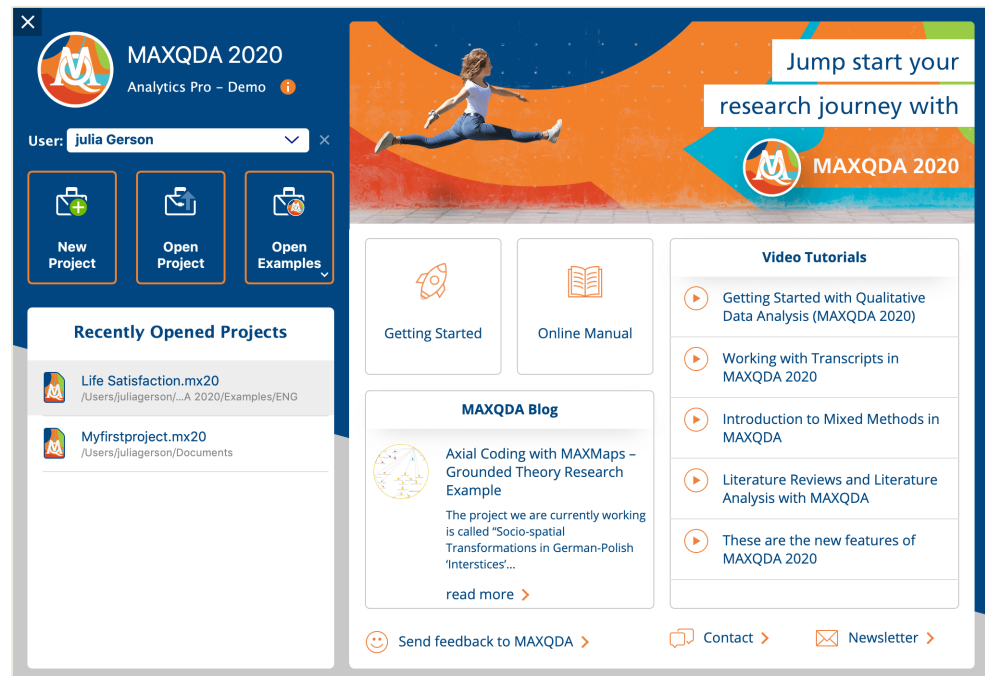 MAXQDA 2020
Analytics Pro – Demo
User: julia Gerson
New
Project
Open
Project
Open
Examples
Recently Opened Projects
Life Satisfaction.mx20
/Users/juliagerson/...A 2020/Examples/ENG
Myfirstproject.mx20
/Users/juliagerson/Documents
Jump start your
research journey with
MAXQDA 2020
Getting Started
Online Manual
MAXQDA Blog
Axial Coding with MAXMaps –
Grounded Theory Research
Example
The project we are currently working
is called “Socio-spatial
Transformations in German-Polish
‘Interstices’...
read more
Video Tutorials
Getting Started with Qualitative
Data Analysis (MAXQDA 2020)
Working with Transcripts in
MAXQDA 2020
Introduction to Mixed Methods in
MAXQDA
Literature Reviews and Literature
Analysis with MAXQDA
These are the new features of
MAXQDA 2020
Send feedback to MAXQDA
Contact
Newsletter